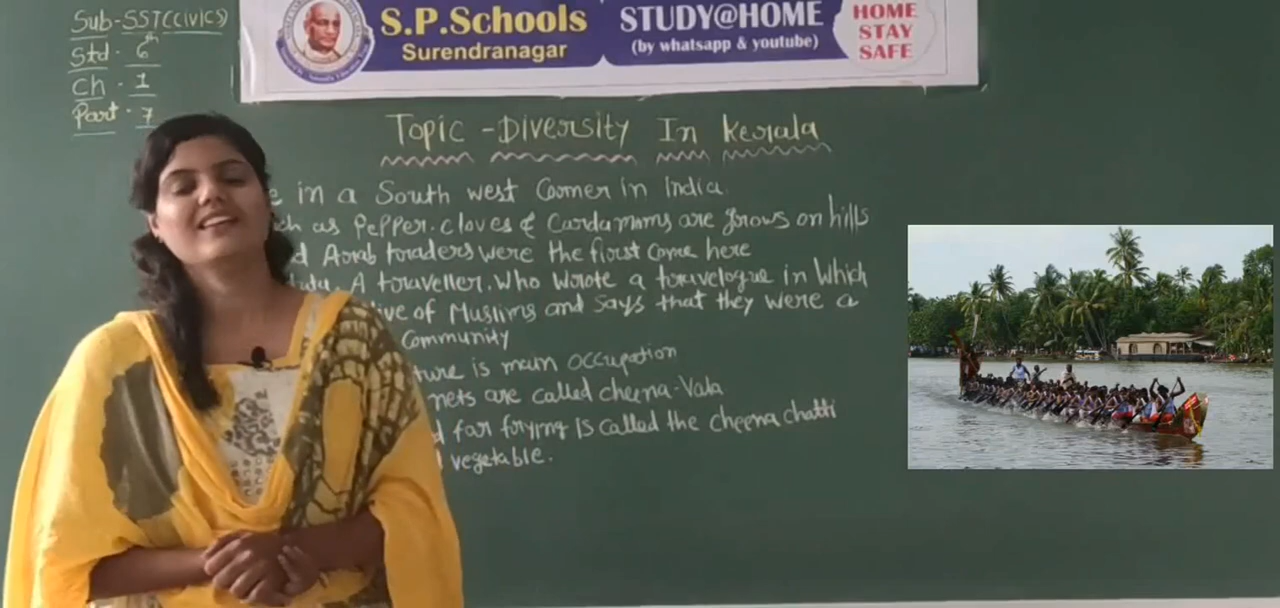 Sub-SST(CIVICS)
Std. 6th
Ch. 1
Part. 7
S.P.Schools
Surendranagar
STUDY@HOME
(by whatsapp & youtube)
HOME
STAY
SAFE
Topic - Diversity In Kerala
in a South west Corner in India
as Pepper. cloves & Cardamoms are grows on hills
Arab traders were the first come here
A traveller. Who wrote a travelogue in Which
of Muslims and says that they were a
Community
is main occupation
nets are called cheena-Vala
for frying Is called the cheena chatti
vegetable.